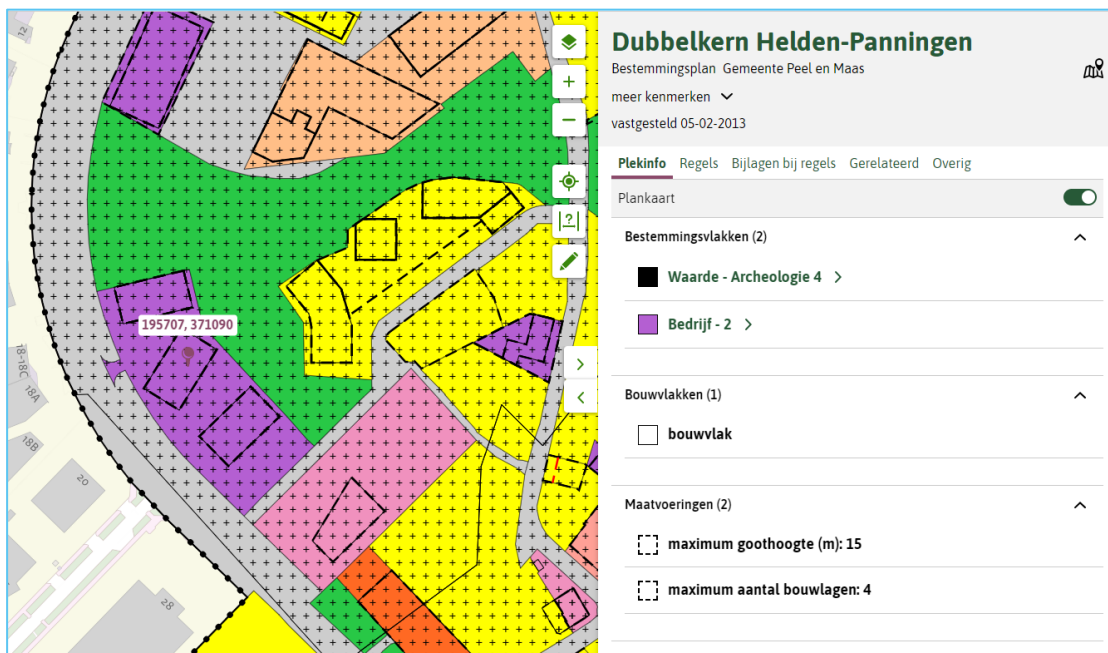 Dubbelkern Helden-Panningen
Bestemmingsplan Gemeente Peel en Maas
meer kenmerken
vastgesteld 05-02-2013
Plekinfo Regels Bijlagen bij regels Gerelateerd Overig
Plankaart
Bestemmingsvlakken (2)
Waarde - Archeologie 4
Bedrijf - 2
Bouwvlakken (1)
bouwvlak
Maatvoeringen (2)
maximum goothoogte (m): 15
maximum aantal bouwlagen: 4
12
195707, 371090
18-18C
18A
18B
20
28
+
−
?